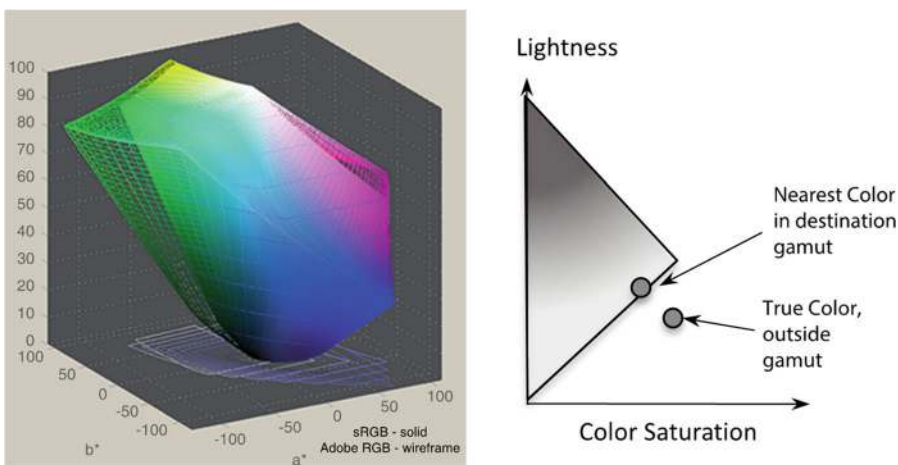 100
90
80
70
60
50
40
30
20
10
0
100
50
0
-50
-100
b*
-100
-50
0
50
100
a*
sRGB - solid
Adobe RGB - wireframe
Lightness
Nearest Color
in destination
gamut
True Color,
outside
gamut
Color Saturation